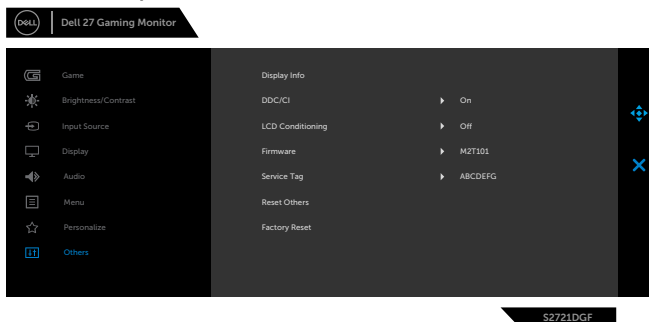 DELL
Dell 27 Gaming Monitor
Game
Display Info
Brightness/Contrast
DDC/CI
On
Input Source
LCD Conditioning
Off
Display
Firmware
M2T101
Audio
Service Tag
ABCDEFG
Menu
Reset Others
Personalize
Factory Reset
Others
S2721DGF